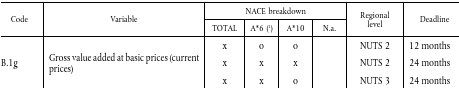 Code Variable NACE breakdown Regional level Deadline
TOTAL A*6 (¹) A*10 N.a.
B.1g Gross value added at basic prices (current prices)
x o o NUTS 2 12 months
x x x NUTS 2 24 months
x x o NUTS 3 24 months